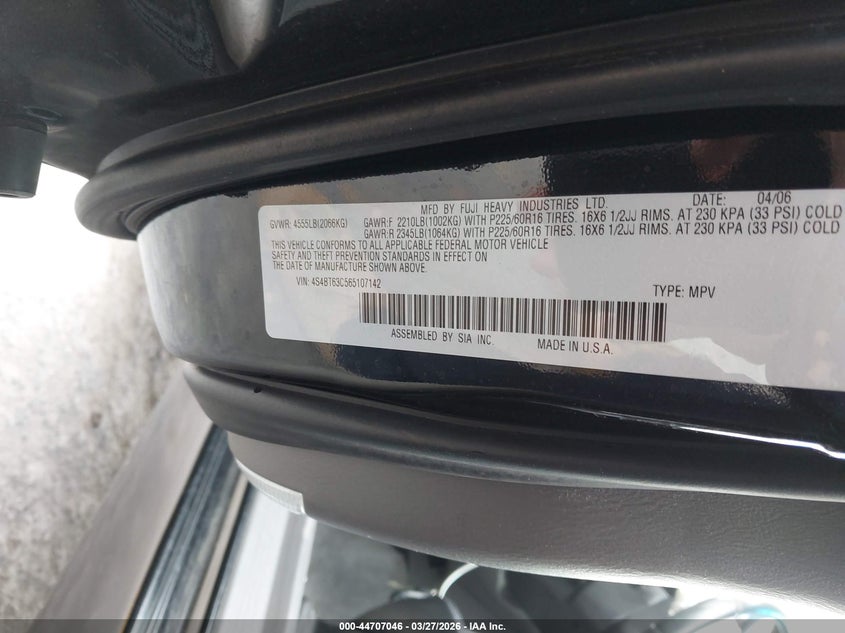 MFD BY FUJI HEAVY INDUSTRIES LTD. DATE: 04/06
GVWR: 4555LB(2066KG) GAWR:F 2210LB(1002KG) WITH P225/60R16 TIRES. 16X6 1/2JJ RIMS. AT 230 KPA (33 PSI) COLD
GAWR:R 2345LB(1064KG) WITH P225/60R16 TIRES. 16X6 1/2JJ RIMS. AT 230 KPA (33 PSI) COLD
THIS VEHICLE CONFORMS TO ALL APPLICABLE FEDERAL MOTOR VEHICLE
SAFETY AND THEFT PREVENTION STANDARDS IN EFFECT ON
THE DATE OF MANUFACTURE SHOWN ABOVE.
VIN: 4S4BT63C565107142 TYPE: MPV
ASSEMBLED BY SIA INC. MADE IN U.S.A.
000-44707046 — 03/27/2026 — IAA Inc.